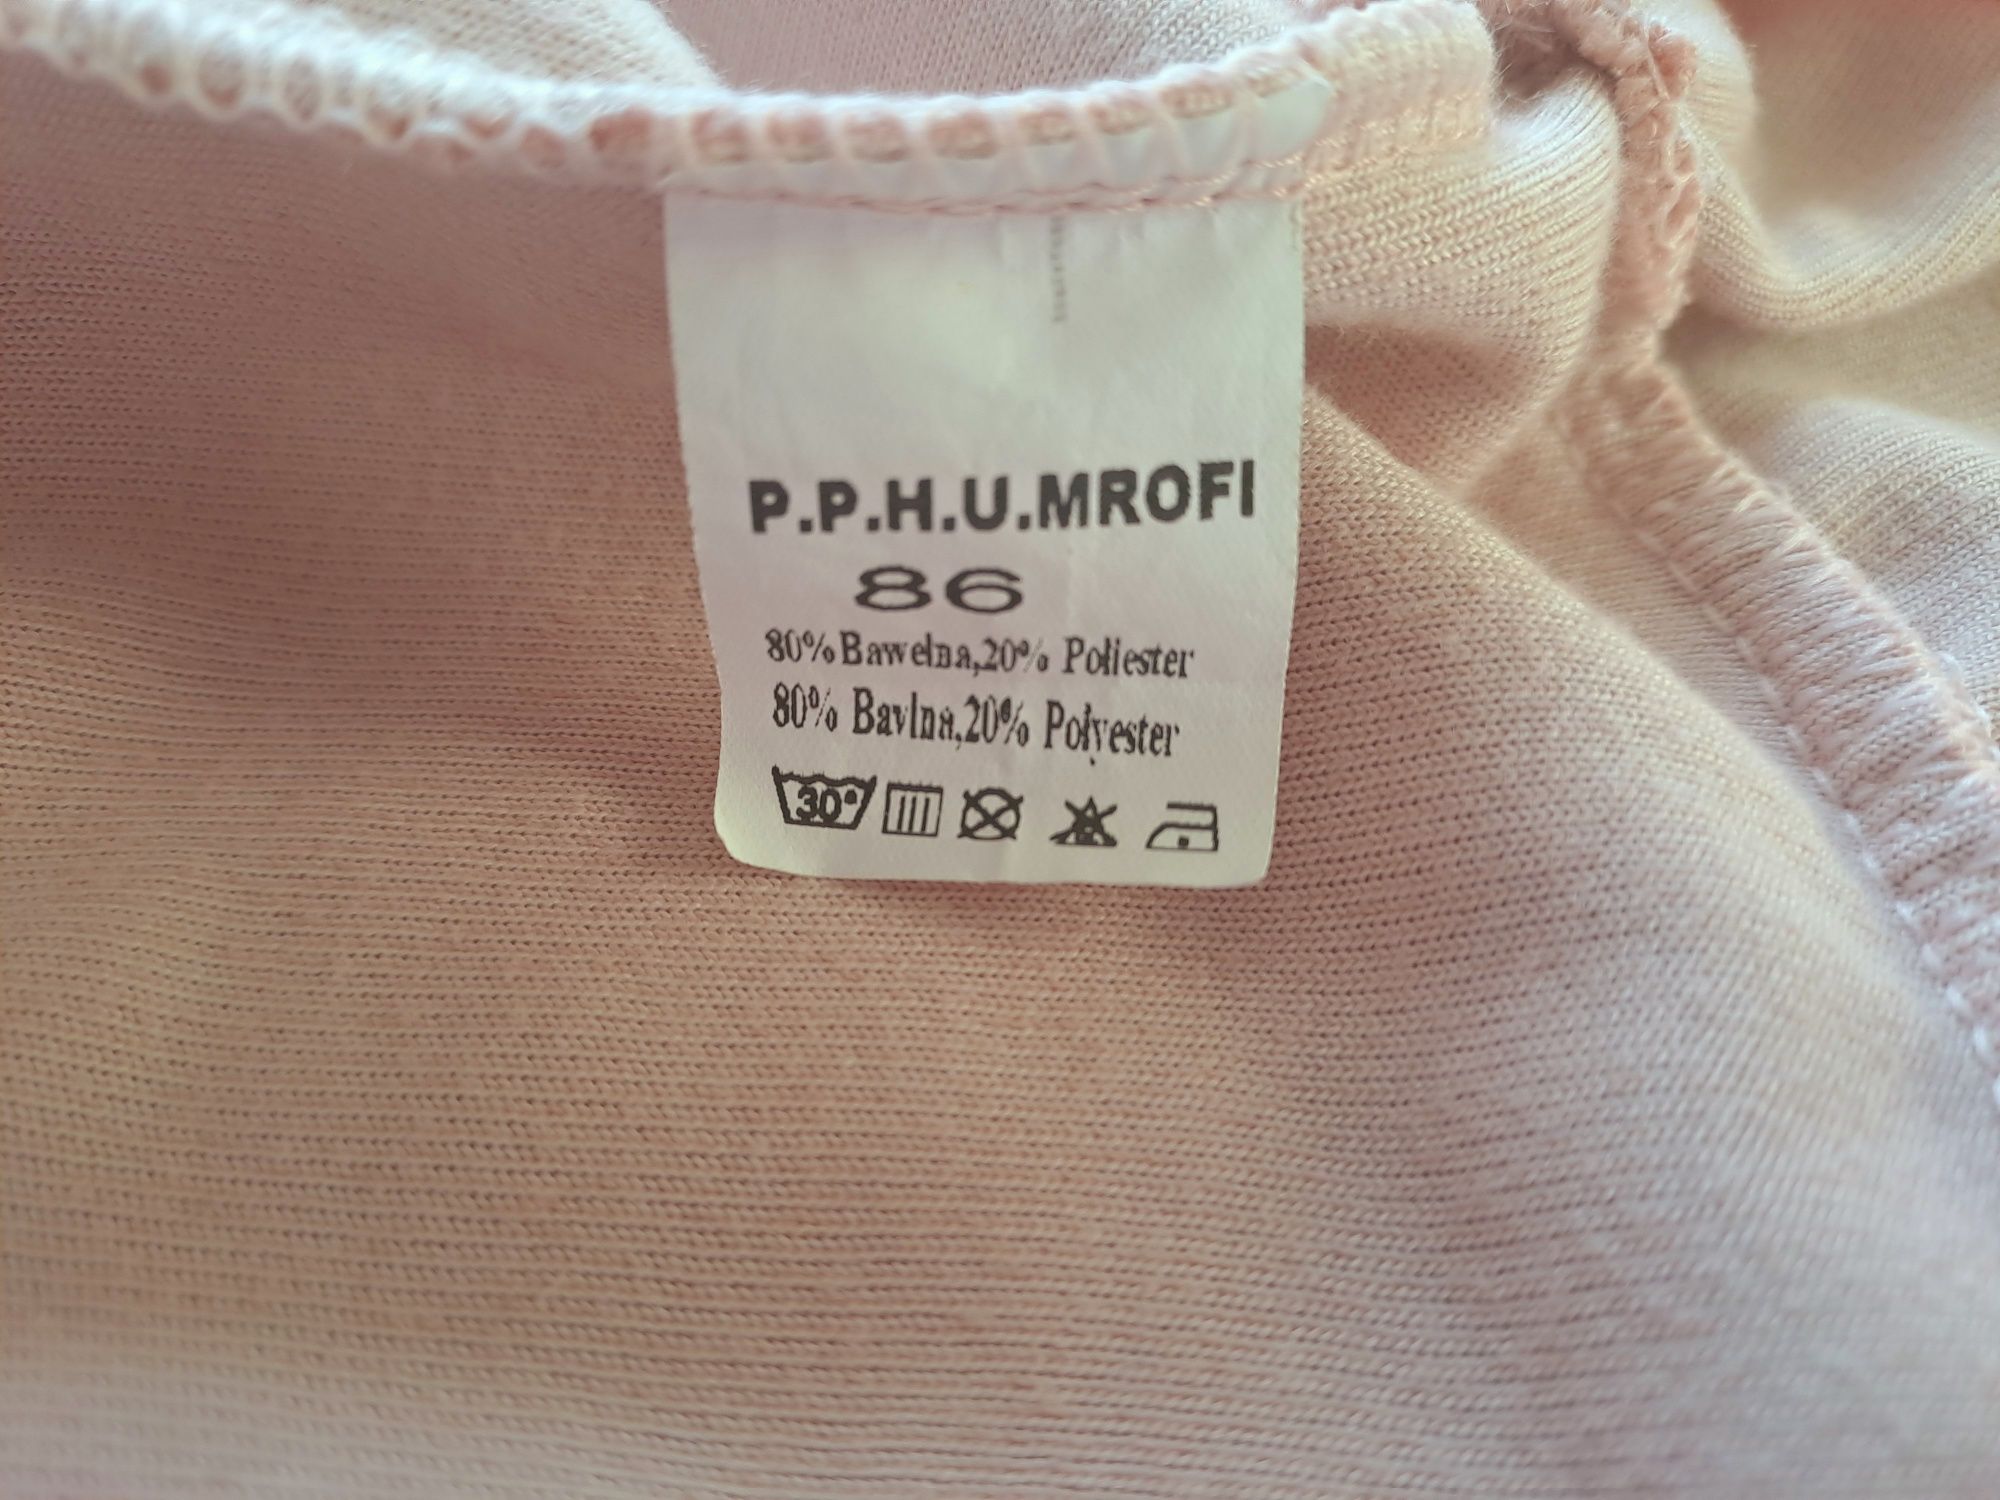 P.P.H.U.MROFI
86
80%Bawelna,20% Poliester
80% Bavlna,20% Polyester
30°